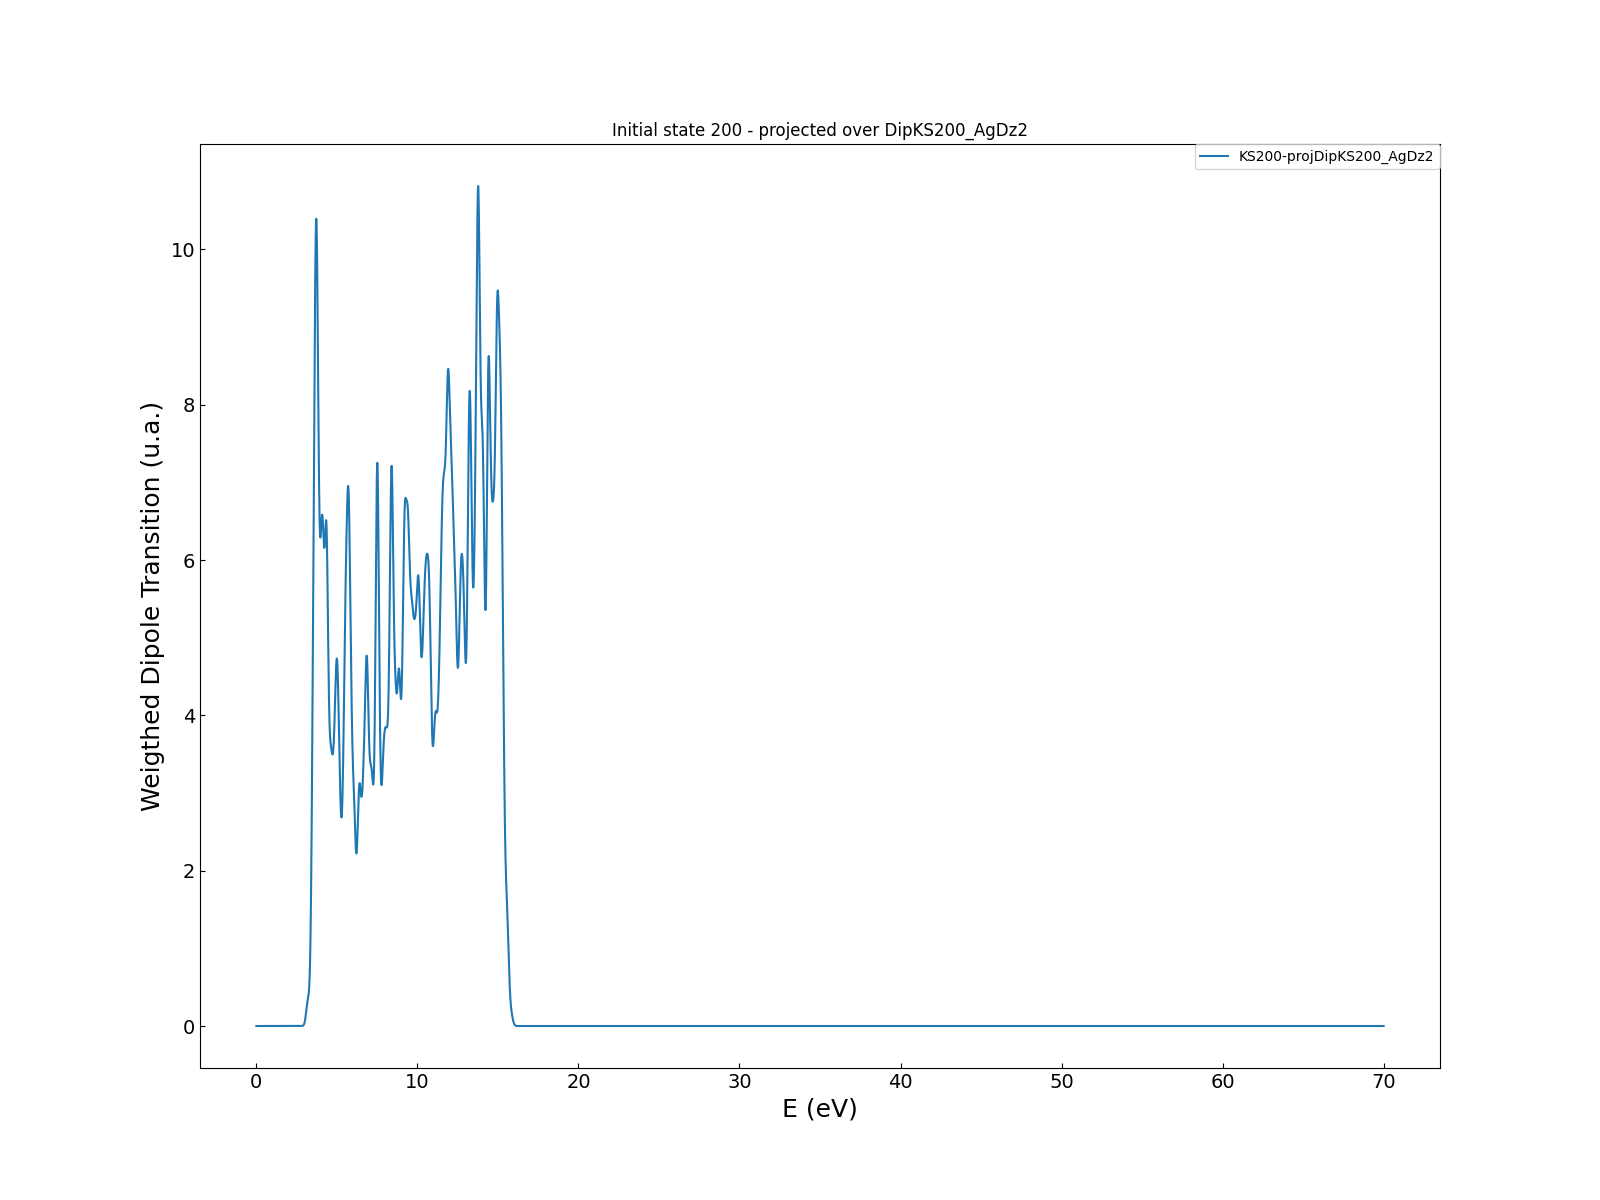 Initial state 200 - projected over DipKS200_AgDz2
KS200-projDipKS200_AgDz2
Weigthed Dipole Transition (u.a.)
10
8
6
4
2
0
0 10 20 30 40 50 60 70
E (eV)